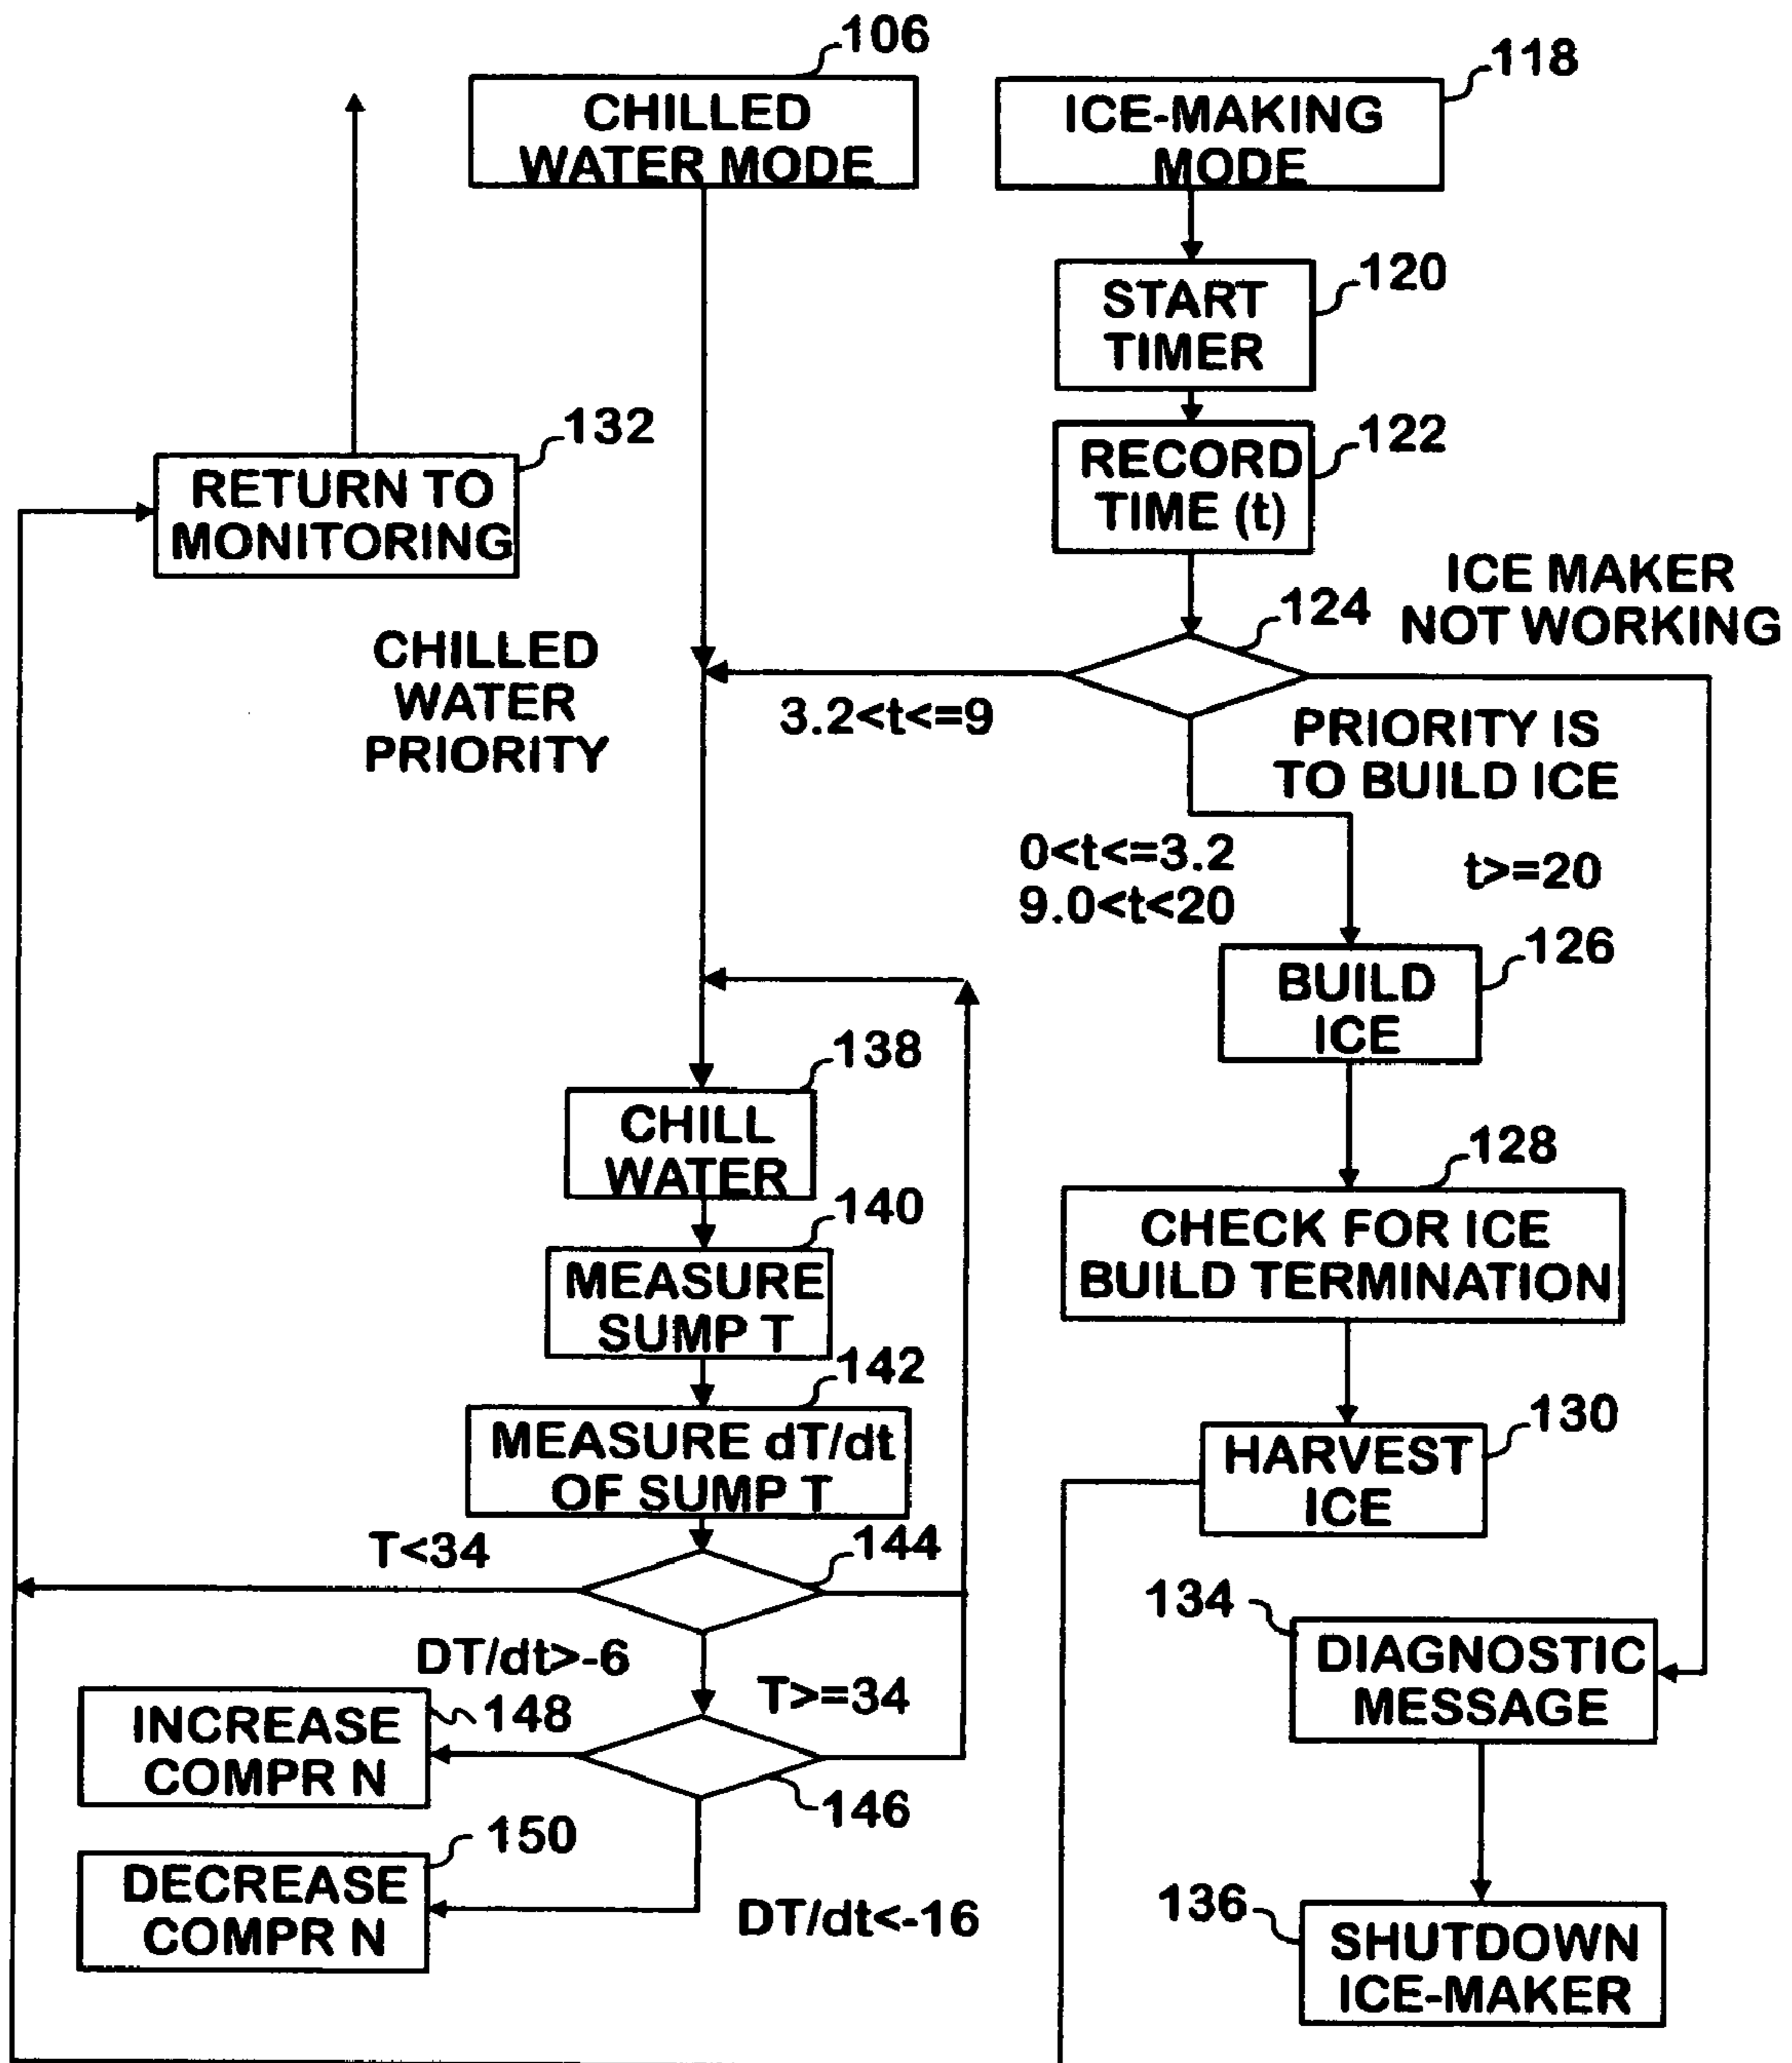 106
CHILLED
WATER MODE
118
ICE-MAKING
MODE
120
START
TIMER
132
RETURN TO
MONITORING
122
RECORD
TIME (t)
ICE MAKER
NOT WORKING
124
CHILLED
WATER
PRIORITY
3.2<t<=9
PRIORITY IS
TO BUILD ICE
0<t<=3.2
9.0<t<20
t>=20
126
BUILD
ICE
138
CHILL
WATER
128
CHECK FOR ICE
BUILD TERMINATION
140
MEASURE
SUMP T
142
MEASURE dT/dt
OF SUMP T
130
HARVEST
ICE
T<34
144
DT/dt>-6
T>=34
134
DIAGNOSTIC
MESSAGE
148
INCREASE
COMPR N
146
150
DECREASE
COMPR N
DT/dt<-16
136
SHUTDOWN
ICE-MAKER